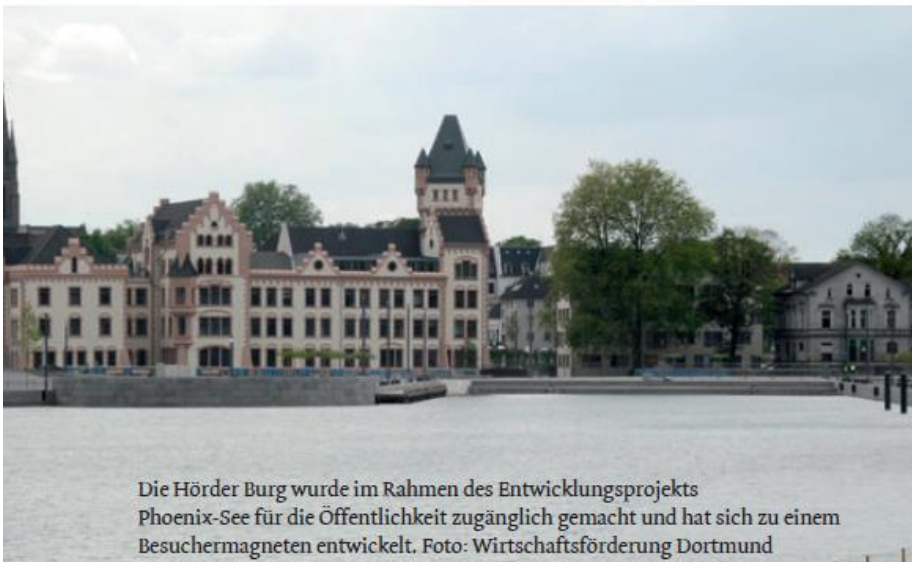 Die Hörder Burg wurde im Rahmen des Entwicklungsprojekts
Phoenix-See für die Öffentlichkeit zugänglich gemacht und hat sich zu einem
Besuchermagneten entwickelt. Foto: Wirtschaftsförderung Dortmund